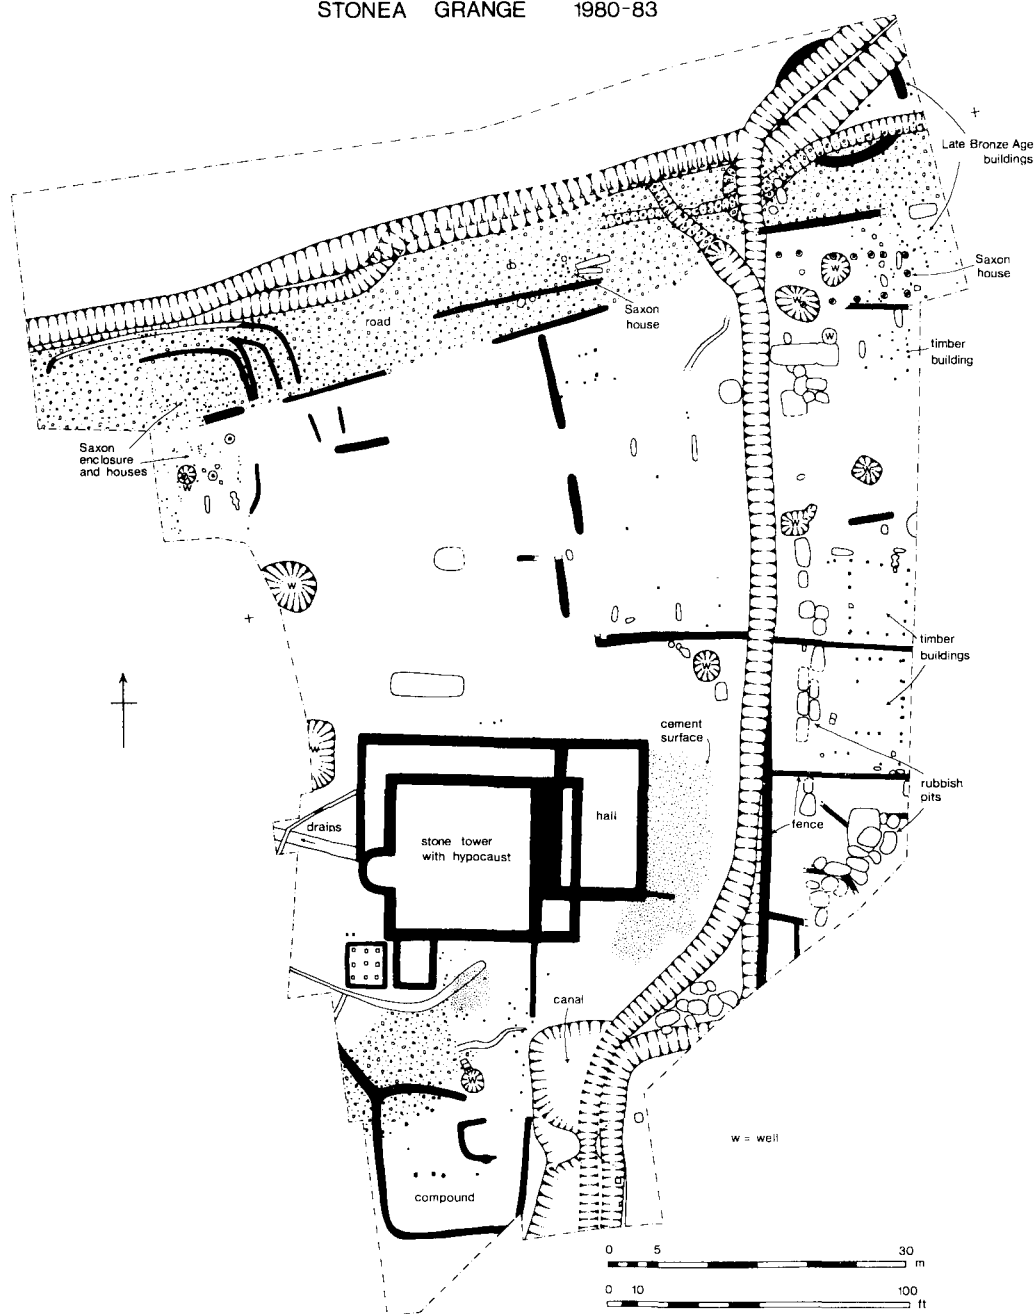 STONEA GRANGE 1980-83
Late Bronze Age
buildings
W
Saxon
house
W
road
Saxon
house
W
timber
building
Saxon
enclosure
and houses
W
W
W
W
timber
buildings
W
cement
surface
W
rubbish
pits
drains
stone tower
with hypocaust
hall
fence
canal
W
w = well
compound
0 5 30
m
0 10 100
ft